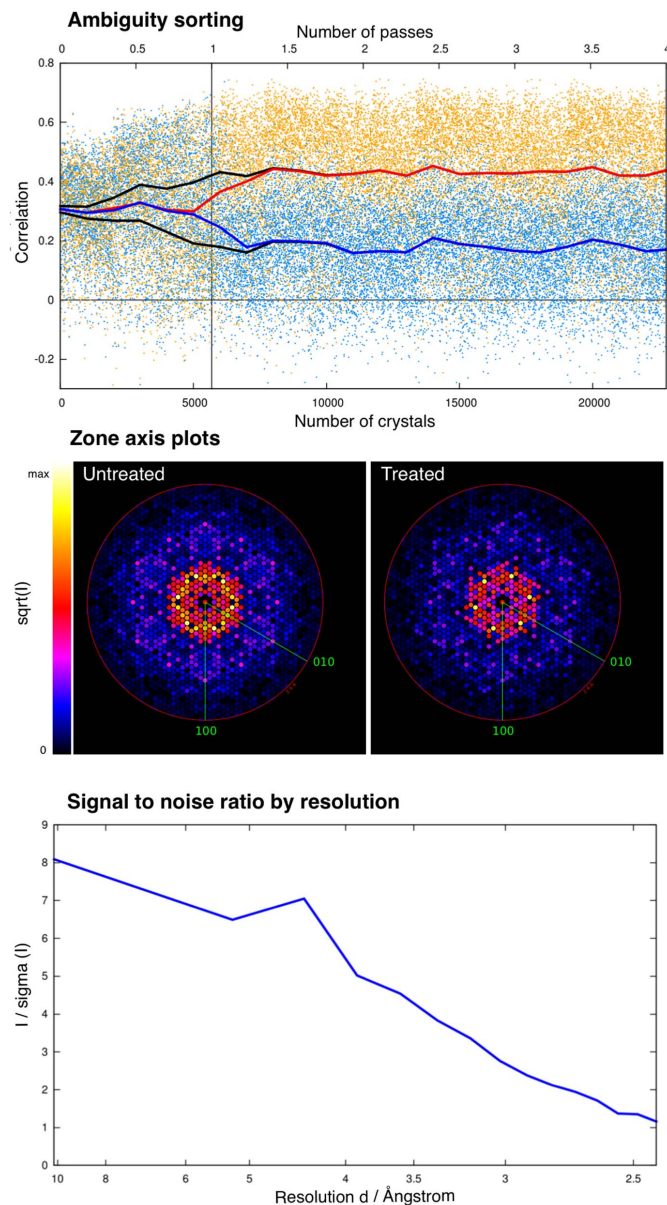 Ambiguity sorting
Number of passes
0 0.5 1 1.5 2 2.5 3 3.5 4
0.8
0.6
0.4
0.2
0
-0.2
Correlation
0 5000 10000 15000 20000
Number of crystals
Zone axis plots
max
Untreated
Treated
sqrt(I)
010
010
0
100
100
Signal to noise ratio by resolution
9
8
7
6
5
4
3
2
1
0
I / sigma (I)
10 8 6 5 4 3.5 3 2.5
Resolution d / Ångstrom